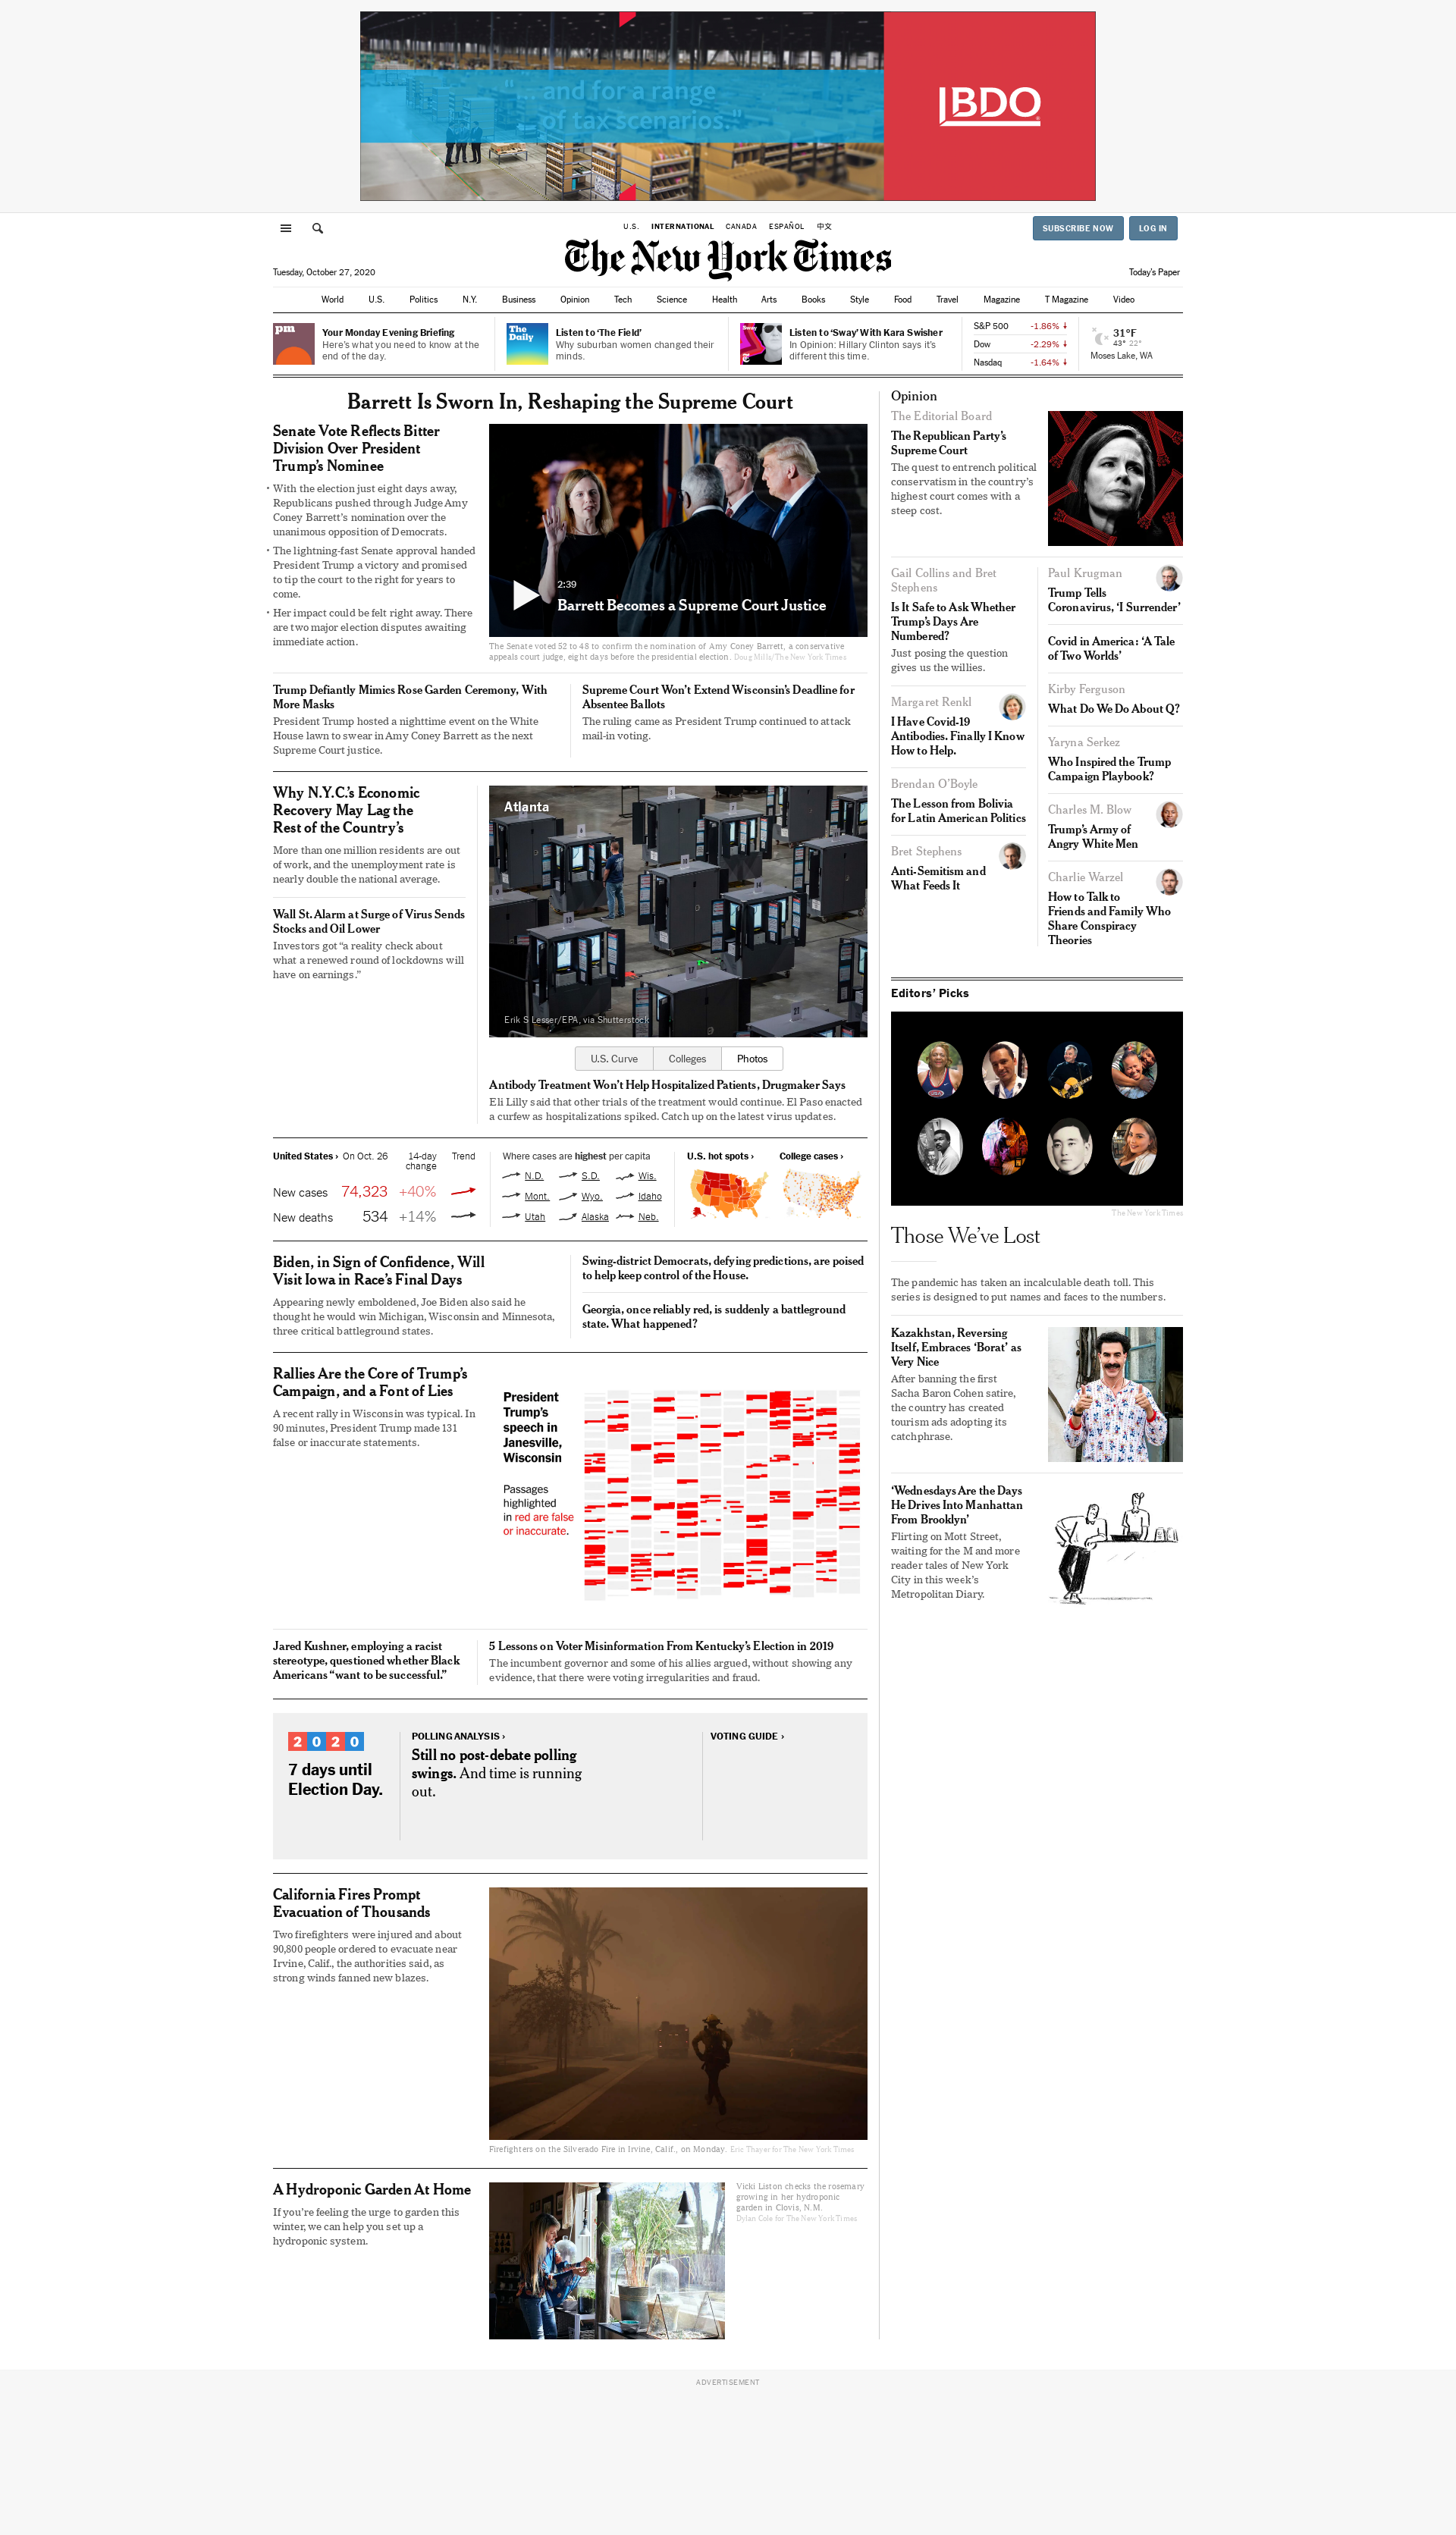 “... and for a range
of tax scenarios.”
BDO
U.S. INTERNATIONAL CANADA ESPAÑOL 中文
SUBSCRIBE NOW LOG IN
The New York Times
Tuesday, October 27, 2020
Today’s Paper
World U.S. Politics N.Y. Business Opinion Tech Science Health Arts Books Style Food Travel Magazine T Magazine Video
pm
Your Monday Evening Briefing
Here’s what you need to know at the
end of the day.
The
Daily
Listen to ‘The Field’
Why suburban women changed their
minds.
Sway
Listen to ‘Sway’ With Kara Swisher
In Opinion: Hillary Clinton says it’s
different this time.
S&P 500 -1.86%
Dow -2.29%
Nasdaq -1.64%
31°F
43° 22°
Moses Lake, WA
Barrett Is Sworn In, Reshaping the Supreme Court
Senate Vote Reflects Bitter
Division Over President
Trump’s Nominee
• With the election just eight days away,
Republicans pushed through Judge Amy
Coney Barrett’s nomination over the
unanimous opposition of Democrats.
• The lightning-fast Senate approval handed
President Trump a victory and promised
to tip the court to the right for years to
come.
• Her impact could be felt right away. There
are two major election disputes awaiting
immediate action.
2:39
Barrett Becomes a Supreme Court Justice
The Senate voted 52 to 48 to confirm the nomination of Amy Coney Barrett, a conservative
appeals court judge, eight days before the presidential election. Doug Mills/The New York Times
Trump Defiantly Mimics Rose Garden Ceremony, With
More Masks
President Trump hosted a nighttime event on the White
House lawn to swear in Amy Coney Barrett as the next
Supreme Court justice.
Supreme Court Won’t Extend Wisconsin’s Deadline for
Absentee Ballots
The ruling came as President Trump continued to attack
mail-in voting.
Why N.Y.C.’s Economic
Recovery May Lag the
Rest of the Country’s
More than one million residents are out
of work, and the unemployment rate is
nearly double the national average.
Wall St. Alarm at Surge of Virus Sends
Stocks and Oil Lower
Investors got “a reality check about
what a renewed round of lockdowns will
have on earnings.”
Atlanta
Erik S Lesser/EPA, via Shutterstock
U.S. Curve Colleges Photos
Antibody Treatment Won’t Help Hospitalized Patients, Drugmaker Says
Eli Lilly said that other trials of the treatment would continue. El Paso enacted
a curfew as hospitalizations spiked. Catch up on the latest virus updates.
United States › On Oct. 26 14-day
change Trend
New cases 74,323 +40%
New deaths 534 +14%
Where cases are highest per capita
N.D. S.D. Wis.
Mont. Wyo. Idaho
Utah Alaska Neb.
U.S. hot spots › College cases ›
Biden, in Sign of Confidence, Will
Visit Iowa in Race’s Final Days
Appearing newly emboldened, Joe Biden also said he
thought he would win Michigan, Wisconsin and Minnesota,
three critical battleground states.
Swing-district Democrats, defying predictions, are poised
to help keep control of the House.
Georgia, once reliably red, is suddenly a battleground
state. What happened?
Rallies Are the Core of Trump’s
Campaign, and a Font of Lies
A recent rally in Wisconsin was typical. In
90 minutes, President Trump made 131
false or inaccurate statements.
President
Trump’s
speech in
Janesville,
Wisconsin
Passages
highlighted
in red are false
or inaccurate.
Jared Kushner, employing a racist
stereotype, questioned whether Black
Americans “want to be successful.”
5 Lessons on Voter Misinformation From Kentucky’s Election in 2019
The incumbent governor and some of his allies argued, without showing any
evidence, that there were voting irregularities and fraud.
2020
7 days until
Election Day.
POLLING ANALYSIS ›
Still no post-debate polling
swings. And time is running
out.
VOTING GUIDE ›
California Fires Prompt
Evacuation of Thousands
Two firefighters were injured and about
90,800 people ordered to evacuate near
Irvine, Calif., the authorities said, as
strong winds fanned new blazes.
Firefighters on the Silverado Fire in Irvine, Calif., on Monday. Eric Thayer for The New York Times
A Hydroponic Garden At Home
If you’re feeling the urge to garden this
winter, we can help you set up a
hydroponic system.
Vicki Liston checks the rosemary
growing in her hydroponic
garden in Clovis, N.M.
Dylan Cole for The New York Times
Opinion
The Editorial Board
The Republican Party’s
Supreme Court
The quest to entrench political
conservatism in the country’s
highest court comes with a
steep cost.
Gail Collins and Bret
Stephens
Is It Safe to Ask Whether
Trump’s Days Are
Numbered?
Just posing the question
gives us the willies.
Margaret Renkl
I Have Covid-19
Antibodies. Finally I Know
How to Help.
Brendan O’Boyle
The Lesson from Bolivia
for Latin American Politics
Bret Stephens
Anti-Semitism and
What Feeds It
Paul Krugman
Trump Tells
Coronavirus, ‘I Surrender’
Covid in America: ‘A Tale
of Two Worlds’
Kirby Ferguson
What Do We Do About Q?
Yaryna Serkez
Who Inspired the Trump
Campaign Playbook?
Charles M. Blow
Trump’s Army of
Angry White Men
Charlie Warzel
How to Talk to
Friends and Family Who
Share Conspiracy
Theories
Editors’ Picks
The New York Times
Those We’ve Lost
The pandemic has taken an incalculable death toll. This
series is designed to put names and faces to the numbers.
Kazakhstan, Reversing
Itself, Embraces ‘Borat’ as
Very Nice
After banning the first
Sacha Baron Cohen satire,
the country has created
tourism ads adopting its
catchphrase.
‘Wednesdays Are the Days
He Drives Into Manhattan
From Brooklyn’
Flirting on Mott Street,
waiting for the M and more
reader tales of New York
City in this week’s
Metropolitan Diary.
ADVERTISEMENT